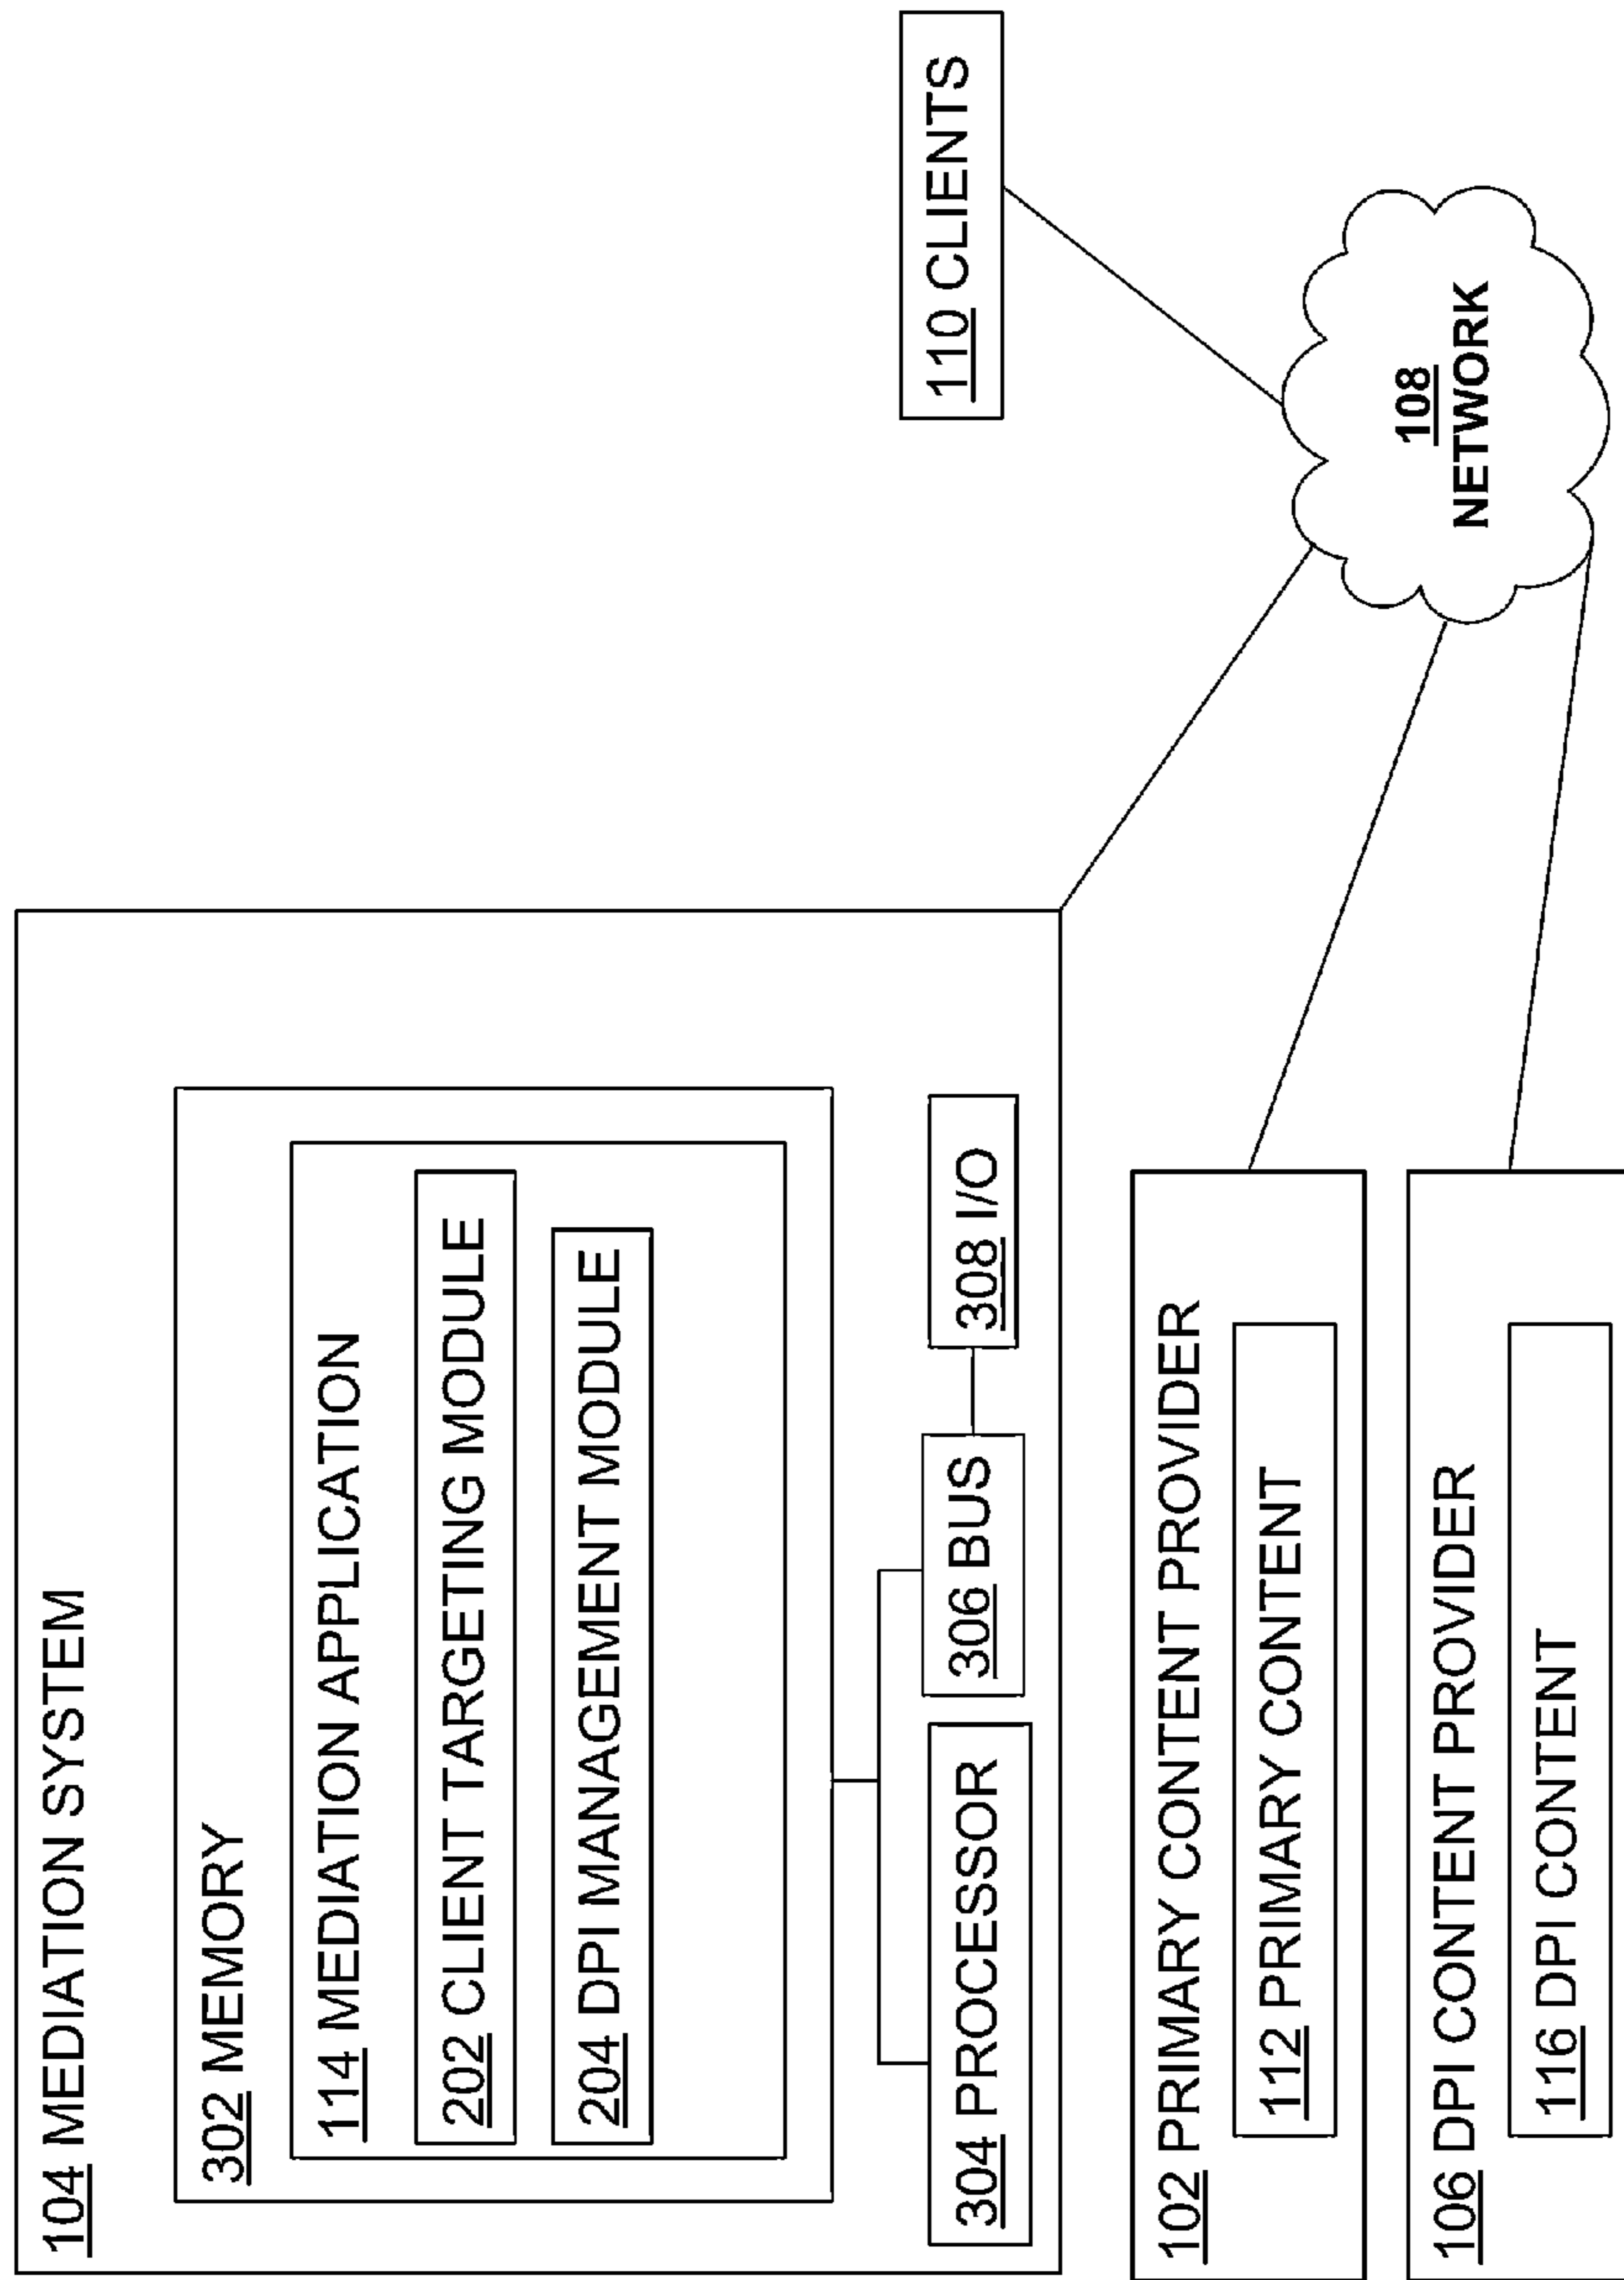 104 MEDIATION SYSTEM
302 MEMORY
114 MEDIATION APPLICATION
202 CLIENT TARGETING MODULE
204 DPI MANAGEMENT MODULE
304 PROCESSOR
306 BUS
308 I/O
110 CLIENTS
102 PRIMARY CONTENT PROVIDER
112 PRIMARY CONTENT
108
NETWORK
106 DPI CONTENT PROVIDER
116 DPI CONTENT